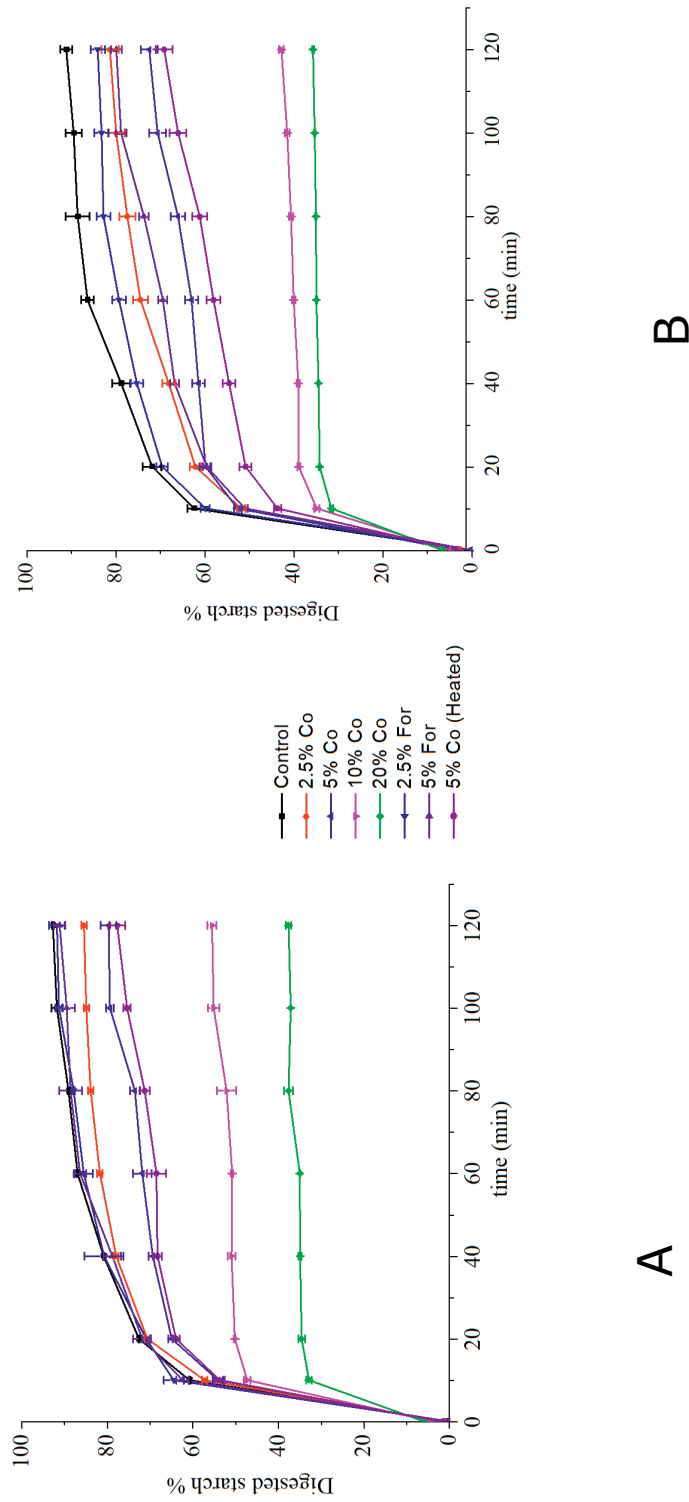 100
80
60
40
20
0
Digested starch %
0
20
40
60
80
100
120
time (min)
A
Control
2.5% Co
5% Co
10% Co
20% Co
2.5% For
5% For
5% Co (Heated)
100
80
60
40
20
0
Digested starch %
0
20
40
60
80
100
120
time (min)
B